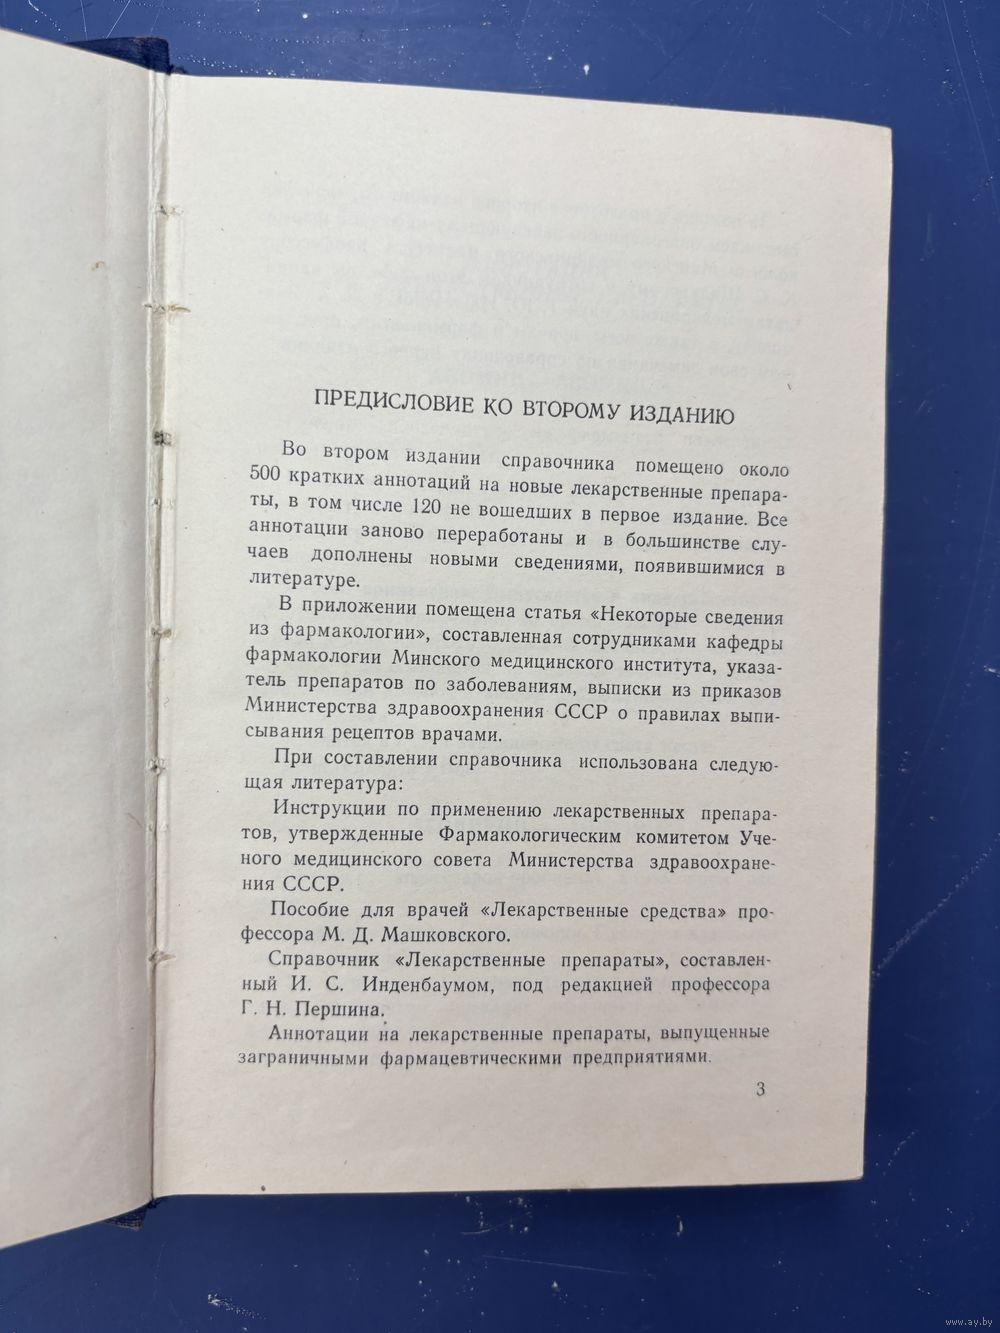 ПРЕДИСЛОВИЕ КО ВТОРОМУ ИЗДАНИЮ
Во втором издании справочника помещено около
500 кратких аннотаций на новые лекарственные препара-
ты, в том числе 120 не вошедших в первое издание. Все
аннотации заново переработаны и в большинстве слу-
чаев дополнены новыми сведениями, появившимися в
литературе.
В приложении помещена статья «Некоторые сведения
из фармакологии», составленная сотрудниками кафедры
фармакологии Минского медицинского института, указа-
тель препаратов по заболеваниям, выписки из приказов
Министерства здравоохранения СССР о правилах выпи-
сывания рецептов врачами.
При составлении справочника использована следую-
щая литература:
Инструкции по применению лекарственных препара-
тов, утвержденные Фармакологическим комитетом Уче-
ного медицинского совета Министерства здравоохране-
ния СССР.
Пособие для врачей «Лекарственные средства» про-
фессора М. Д. Машковского.
Справочник «Лекарственные препараты», составлен-
ный И. С. Инденбаумом, под редакцией профессора
Г. Н. Першина.
Аннотации на лекарственные препараты, выпущенные
заграничными фармацевтическими предприятиями.
3
www.ay.by